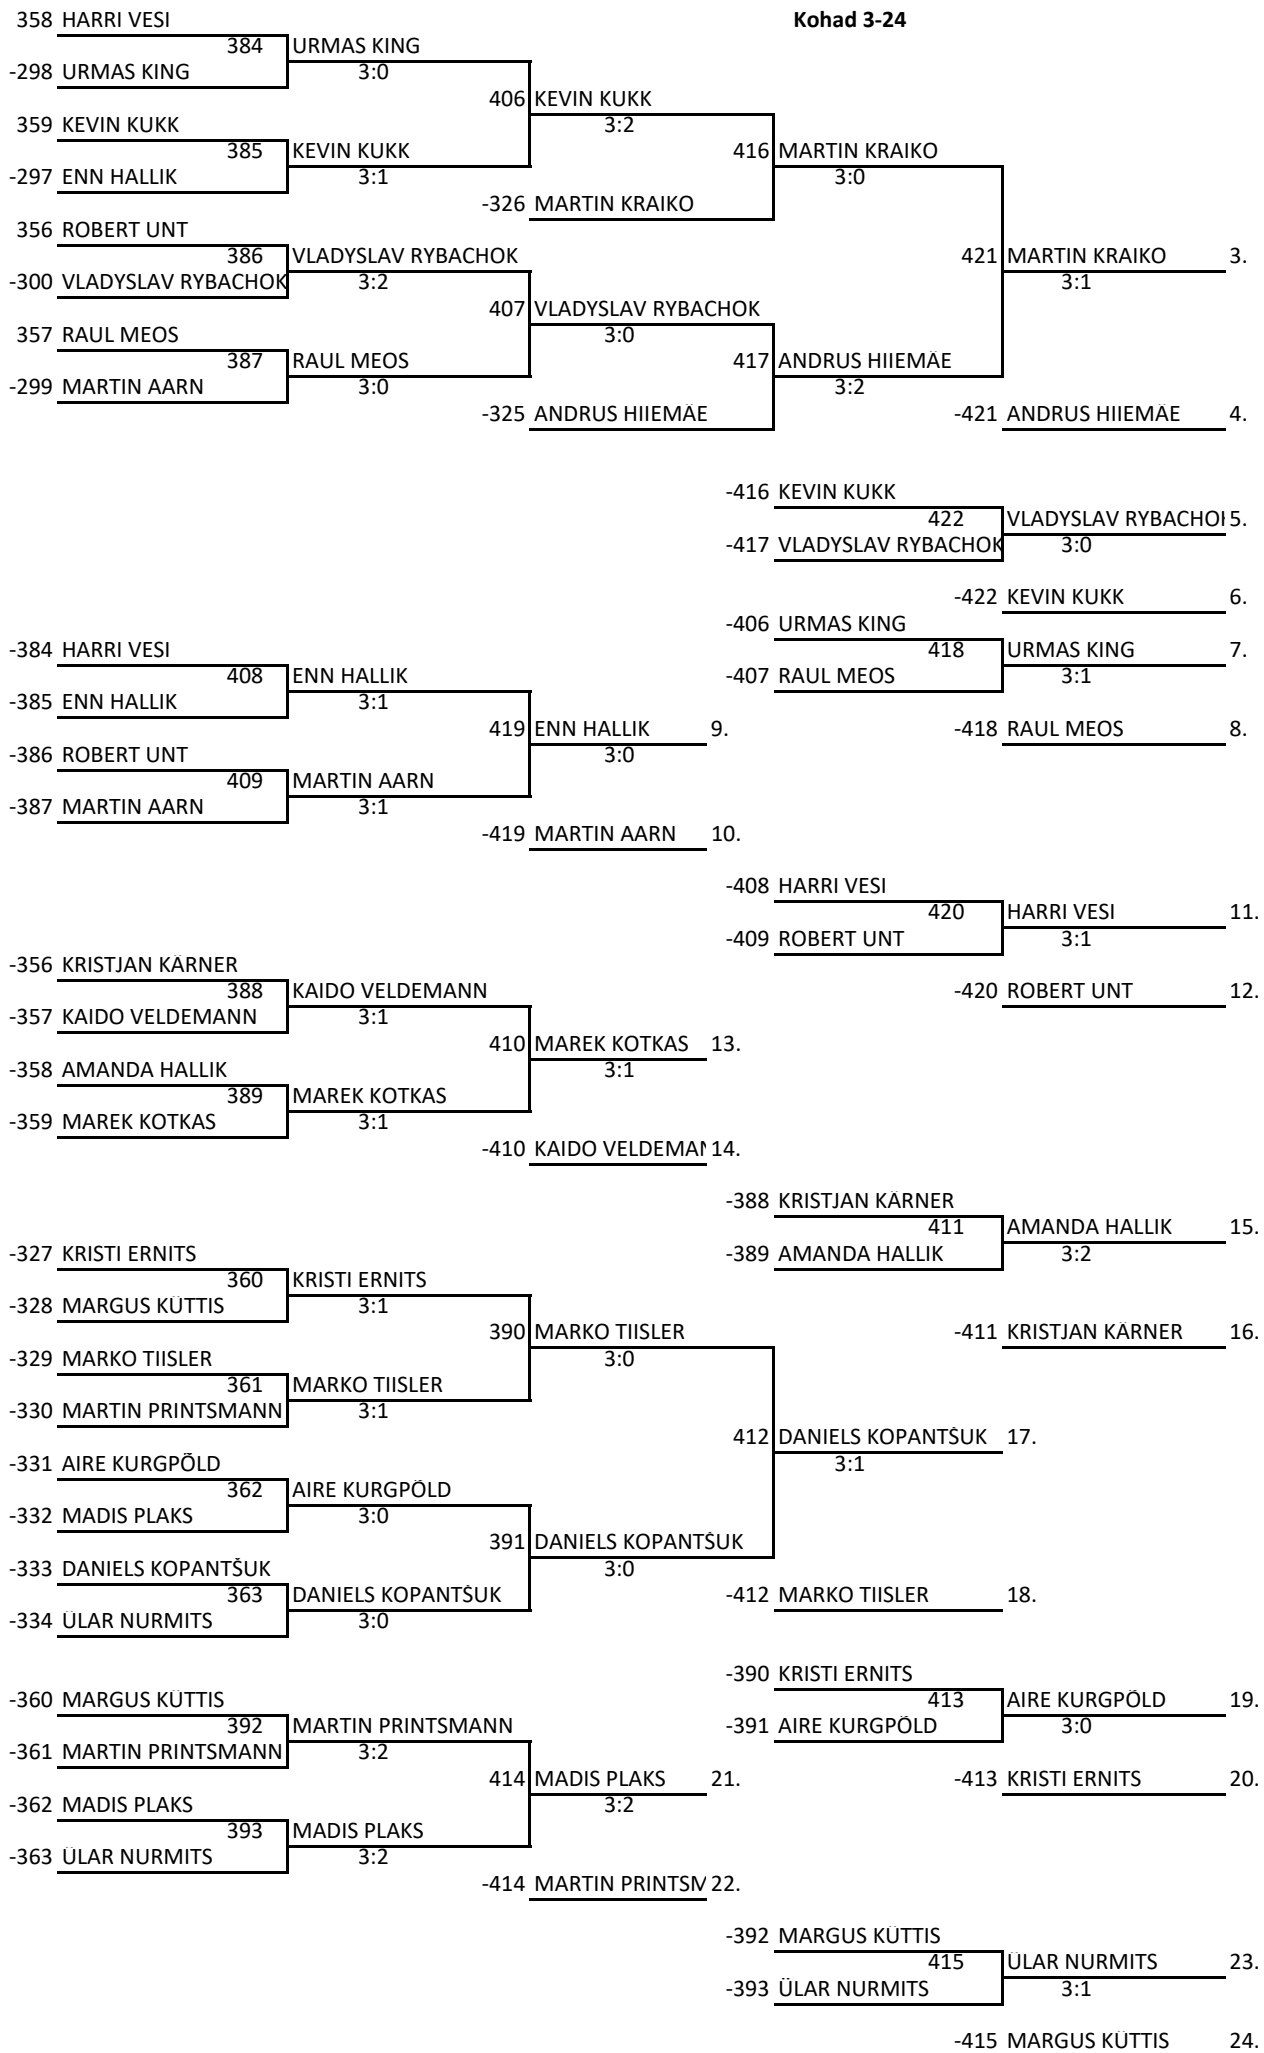 358 HARRI VESI Kohad 3-24
384 URMAS KING
-298 URMAS KING 3:0
406 KEVIN KUKK
359 KEVIN KUKK 3:2
385 KEVIN KUKK 416 MARTIN KRAIKO
-297 ENN HALLIK 3:1 3:0
-326 MARTIN KRAIKO
356 ROBERT UNT
386 VLADYSLAV RYBACHOK 421 MARTIN KRAIKO 3.
-300 VLADYSLAV RYBACHOK 3:2 3:1
407 VLADYSLAV RYBACHOK
357 RAUL MEOS 3:0
387 RAUL MEOS 417 ANDRUS HIIEMÄE
-299 MARTIN AARN 3:0 3:2
-325 ANDRUS HIIEMÄE -421 ANDRUS HIIEMÄE 4.
-416 KEVIN KUKK
422 VLADYSLAV RYBACHOK 5.
-417 VLADYSLAV RYBACHOK 3:0
-422 KEVIN KUKK 6.
-406 URMAS KING
-384 HARRI VESI 418 URMAS KING 7.
408 ENN HALLIK -407 RAUL MEOS 3:1
-385 ENN HALLIK 3:1
419 ENN HALLIK 9. -418 RAUL MEOS 8.
-386 ROBERT UNT 3:0
409 MARTIN AARN
-387 MARTIN AARN 3:1
-419 MARTIN AARN 10.
-408 HARRI VESI
420 HARRI VESI 11.
-409 ROBERT UNT 3:1
-356 KRISTJAN KÄRNER
388 KAIDO VELDEMANN -420 ROBERT UNT 12.
-357 KAIDO VELDEMANN 3:1
410 MAREK KOTKAS 13.
-358 AMANDA HALLIK 3:1
389 MAREK KOTKAS
-359 MAREK KOTKAS 3:1
-410 KAIDO VELDEMAN 14.
-388 KRISTJAN KÄRNER
411 AMANDA HALLIK 15.
-327 KRISTI ERNITS -389 AMANDA HALLIK 3:2
360 KRISTI ERNITS
-328 MARGUS KÜTTIS 3:1
390 MARKO TIISLER -411 KRISTJAN KÄRNER 16.
-329 MARKO TIISLER 3:0
361 MARKO TIISLER
-330 MARTIN PRINTSMANN 3:1
412 DANIELS KOPANTŠUK 17.
-331 AIRE KURGPÕLD 3:1
362 AIRE KURGPÕLD
-332 MADIS PLAKS 3:0
391 DANIELS KOPANTŠUK
-333 DANIELS KOPANTŠUK 3:0
363 DANIELS KOPANTŠUK -412 MARKO TIISLER 18.
-334 ÜLAR NURMITS 3:0
-390 KRISTI ERNITS
-360 MARGUS KÜTTIS 413 AIRE KURGPÕLD 19.
392 MARTIN PRINTSMANN -391 AIRE KURGPÕLD 3:0
-361 MARTIN PRINTSMANN 3:2
414 MADIS PLAKS 21. -413 KRISTI ERNITS 20.
-362 MADIS PLAKS 3:2
393 MADIS PLAKS
-363 ÜLAR NURMITS 3:2
-414 MARTIN PRINTSM 22.
-392 MARGUS KÜTTIS
415 ÜLAR NURMITS 23.
-393 ÜLAR NURMITS 3:1
-415 MARGUS KÜTTIS 24.